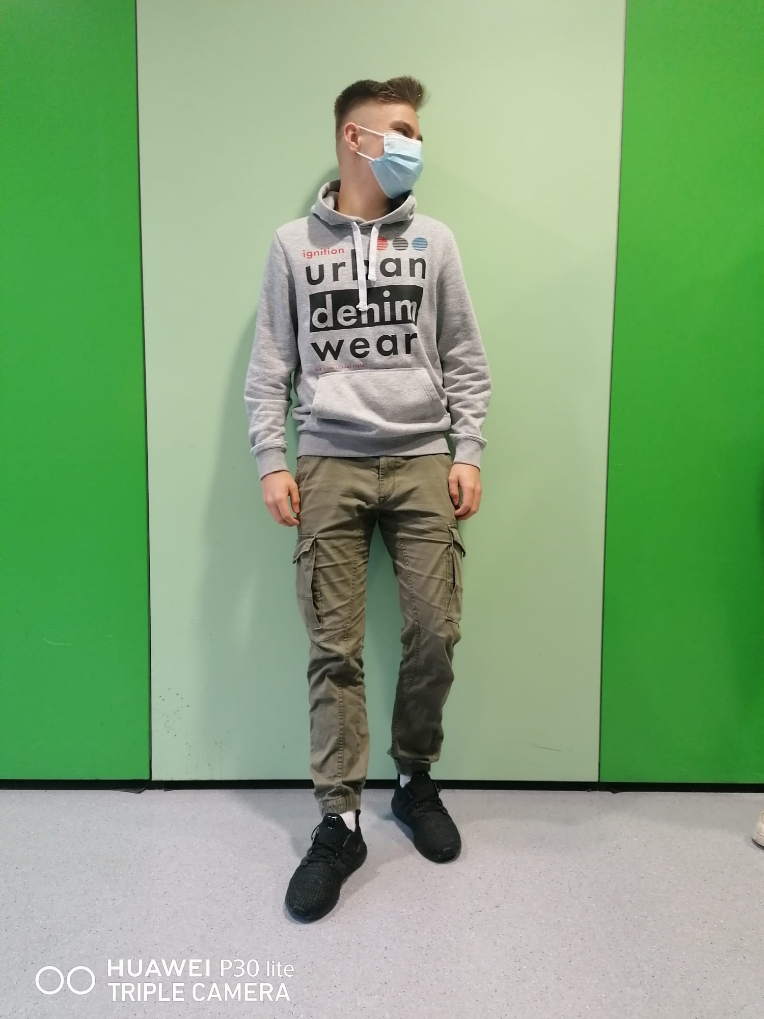 ignition
urban
denim
wear
HUAWEI P30 lite
TRIPLE CAMERA